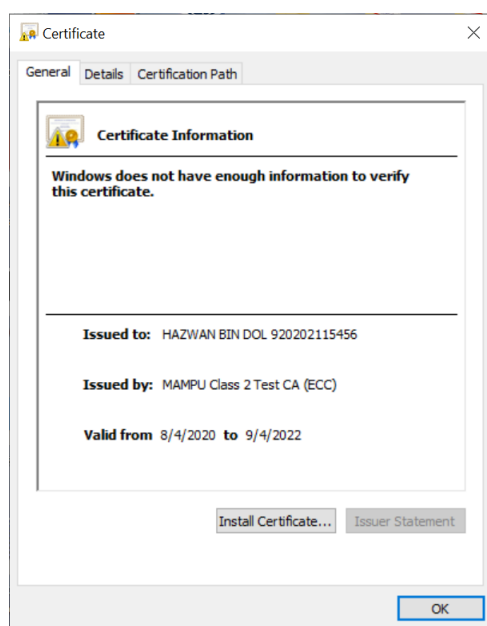 Certificate
General Details Certification Path
Certificate Information
Windows does not have enough information to verify
this certificate.
Issued to: HAZWAN BIN DOL 920202115456
Issued by: MAMPU Class 2 Test CA (ECC)
Valid from 8/4/2020 to 9/4/2022
Install Certificate... Issuer Statement
OK